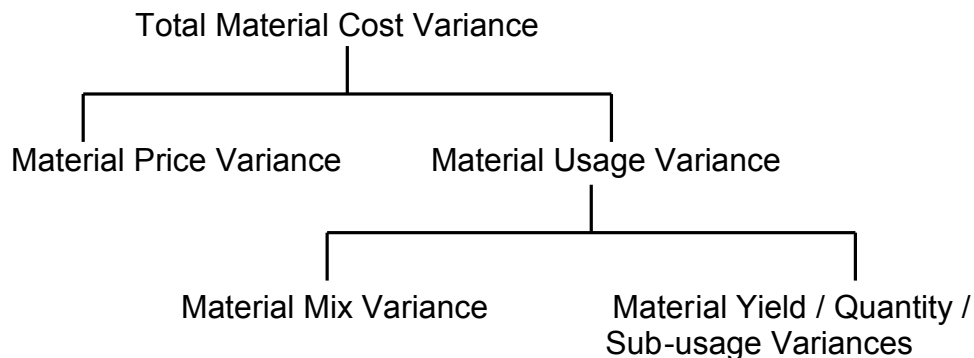 Total Material Cost Variance
Material Price Variance
Material Usage Variance
Material Mix Variance
Material Yield / Quantity /
Sub-usage Variances